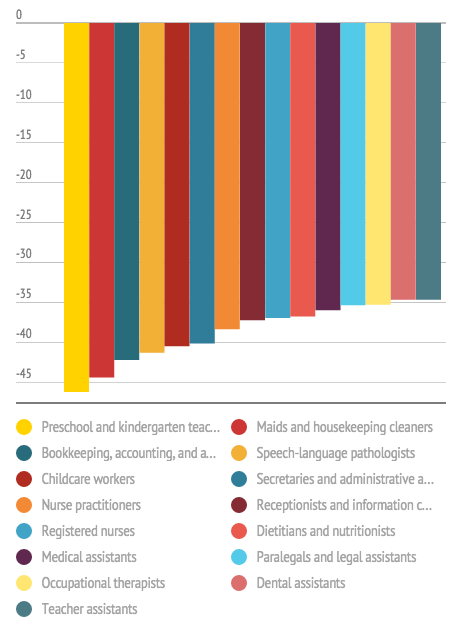 0
-5
-10
-15
-20
-25
-30
-35
-40
-45
Preschool and kindergarten teac... Maids and housekeeping cleaners
Bookkeeping, accounting, and a... Speech-language pathologists
Childcare workers Secretaries and administrative a...
Nurse practitioners Receptionists and information c...
Registered nurses Dietitians and nutritionists
Medical assistants Paralegals and legal assistants
Occupational therapists Dental assistants
Teacher assistants